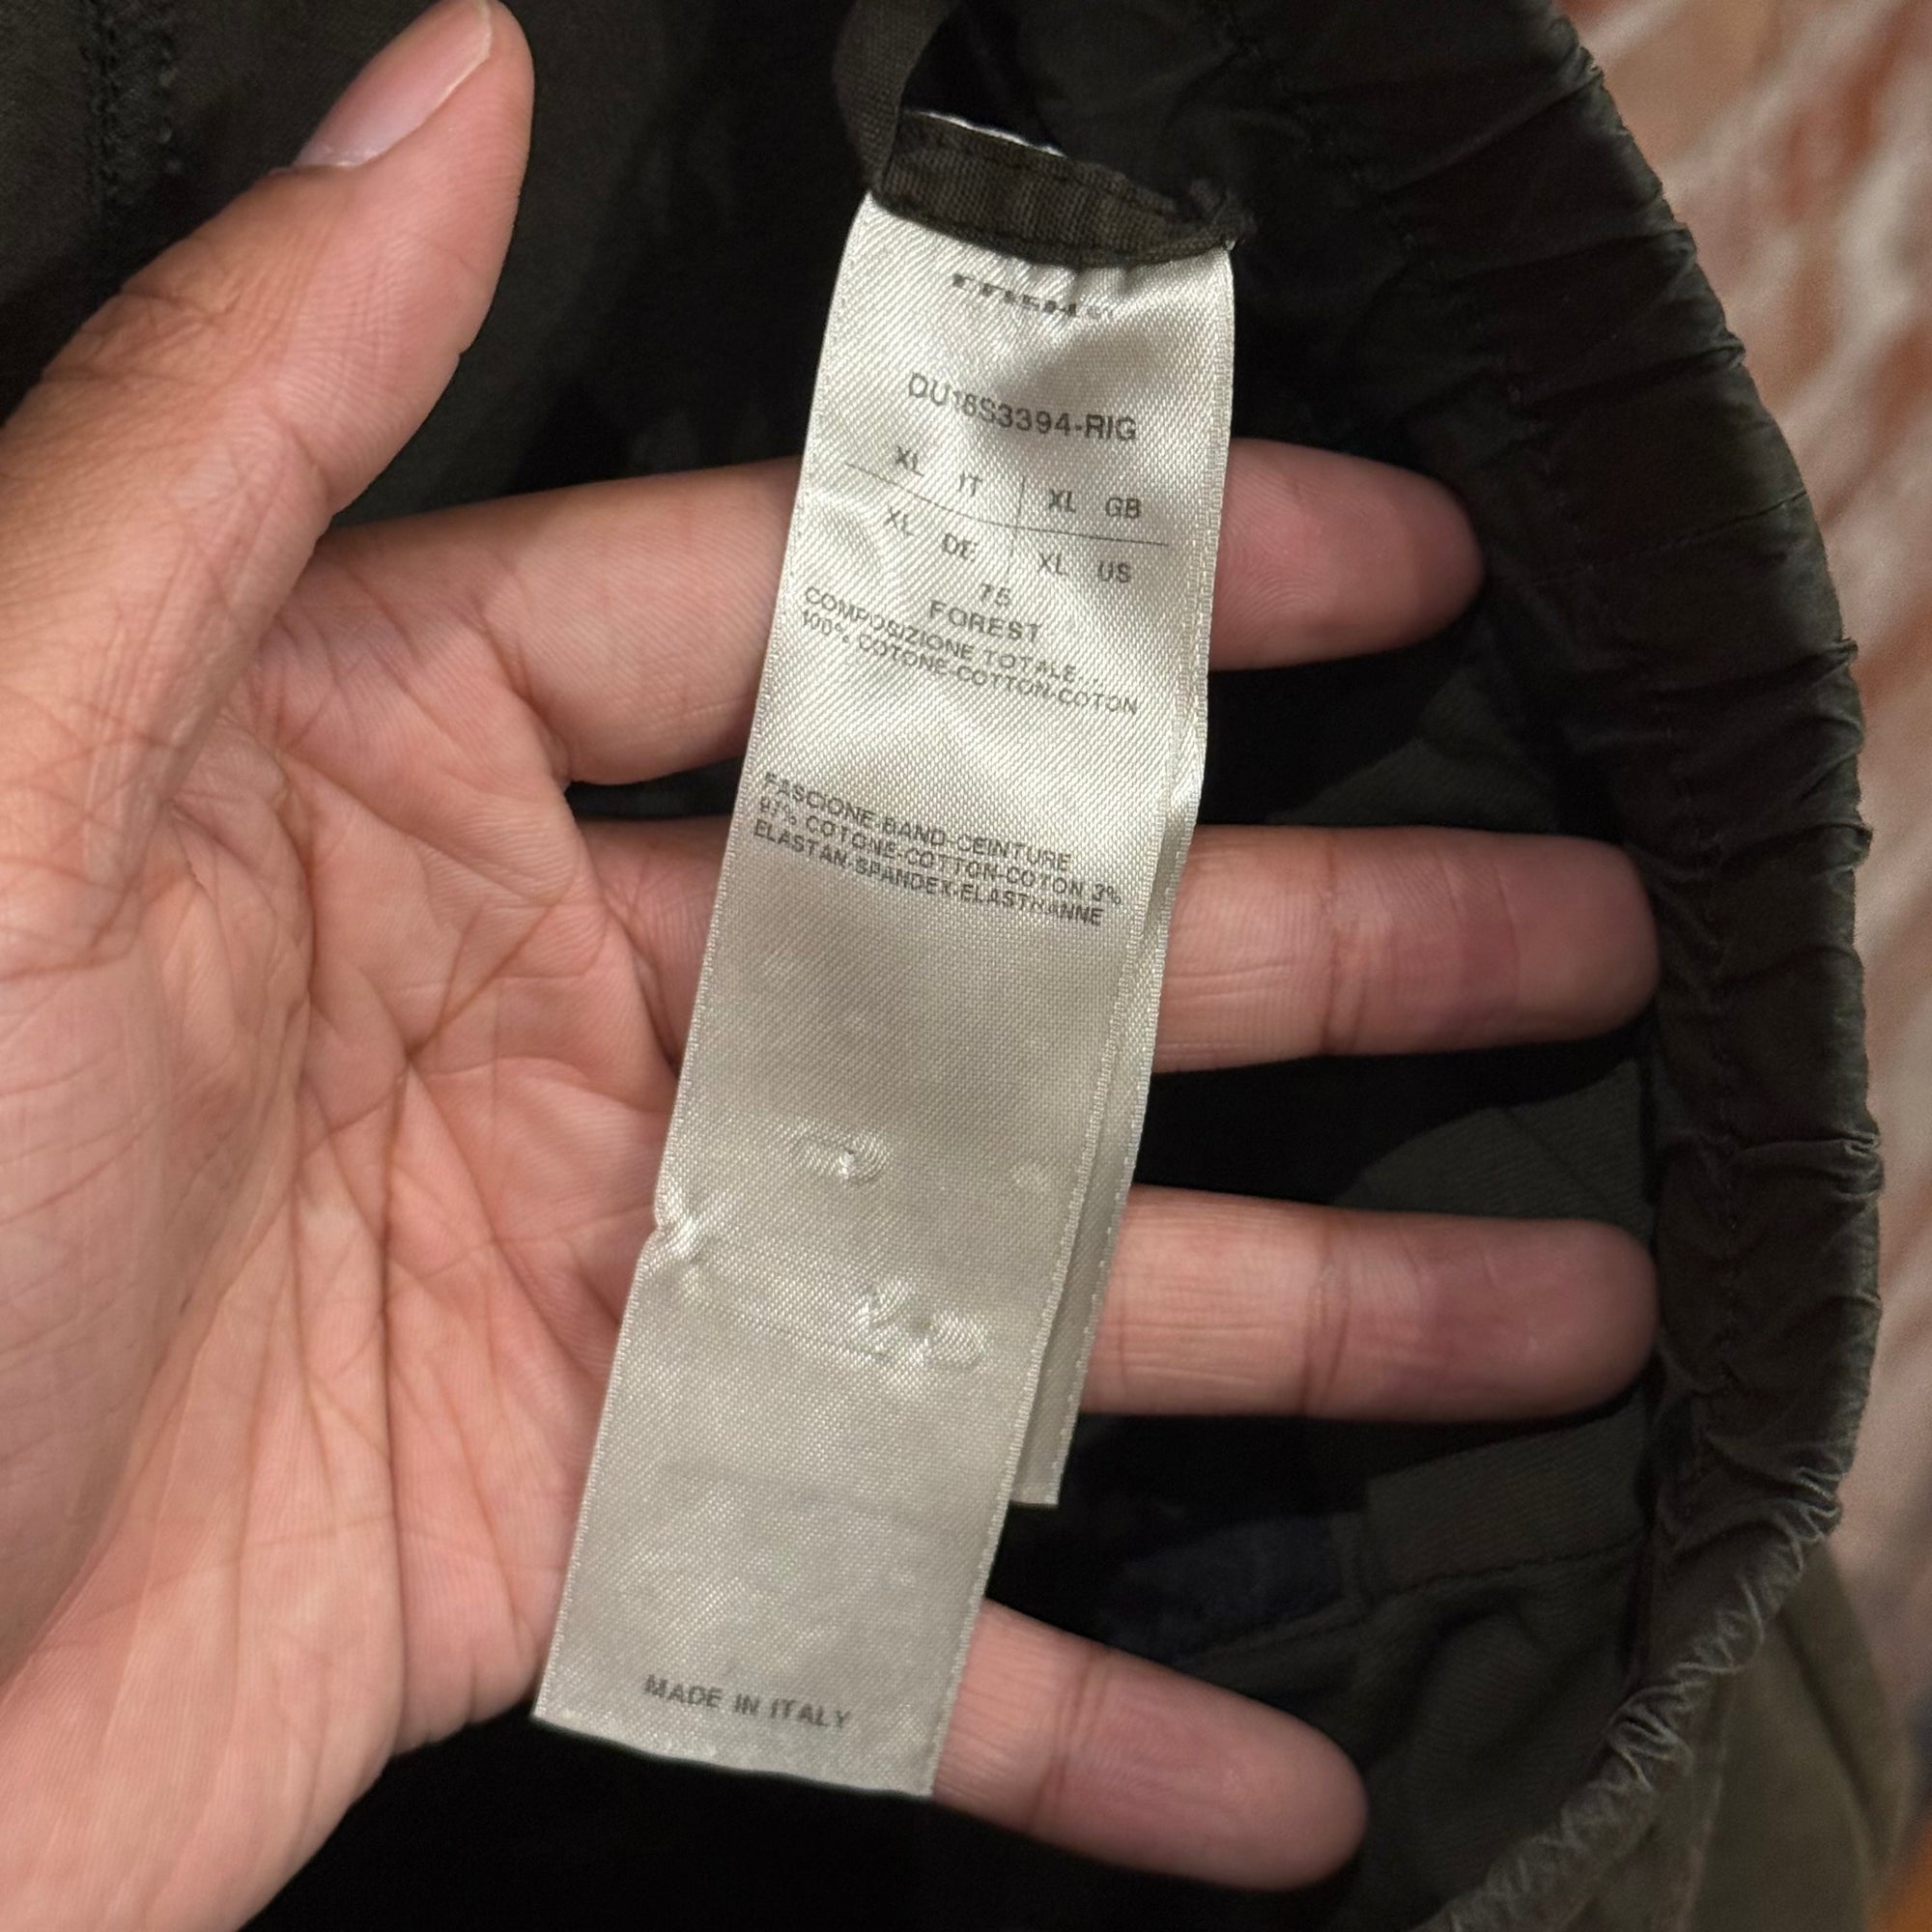 DU16S3394-RIG
XL IT XL GB
XL DE XL US
75
FOREST
COMPOSIZIONE TOTALE
100% COTONE-COTTON-COTON
FASCIONE-BAND-CEINTURE
97% COTONE-COTTON-COTON 3%
ELASTAN-SPANDEX-ELASTHANNE
MADE IN ITALY